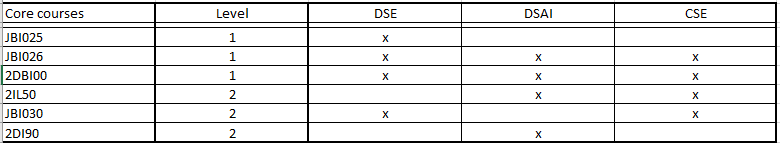 Core courses Level DSE DSAI CSE
JBI025 1 x
JBI026 1 x x x
2DBI00 1 x x x
2IL50 2 x x
JBI030 2 x x
2DI90 2 x